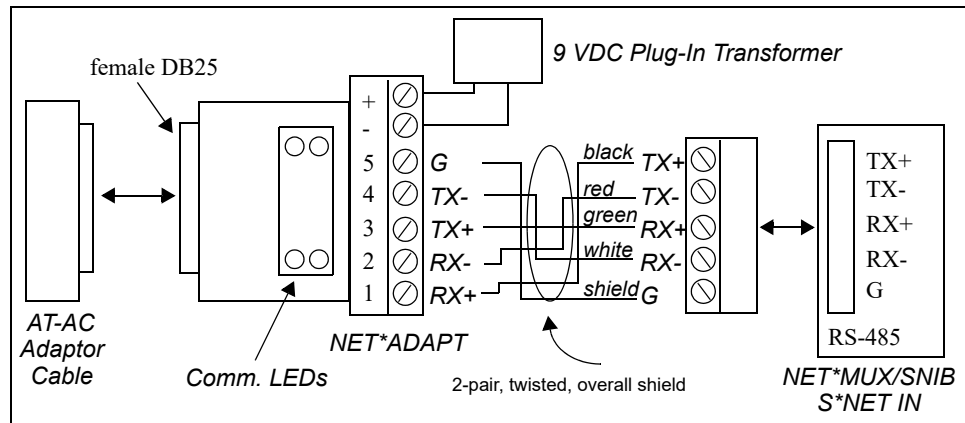 9 VDC Plug-In Transformer
female DB25
+
-
5 G
4 TX-
3 TX+
2 RX-
1 RX+
black TX+
red TX-
green RX+
white RX-
shield G
TX+
TX-
RX+
RX-
G
RS-485
AT-AC
Adaptor
Cable
Comm. LEDs
NET*ADAPT
2-pair, twisted, overall shield
NET*MUX/SNIB
S*NET IN